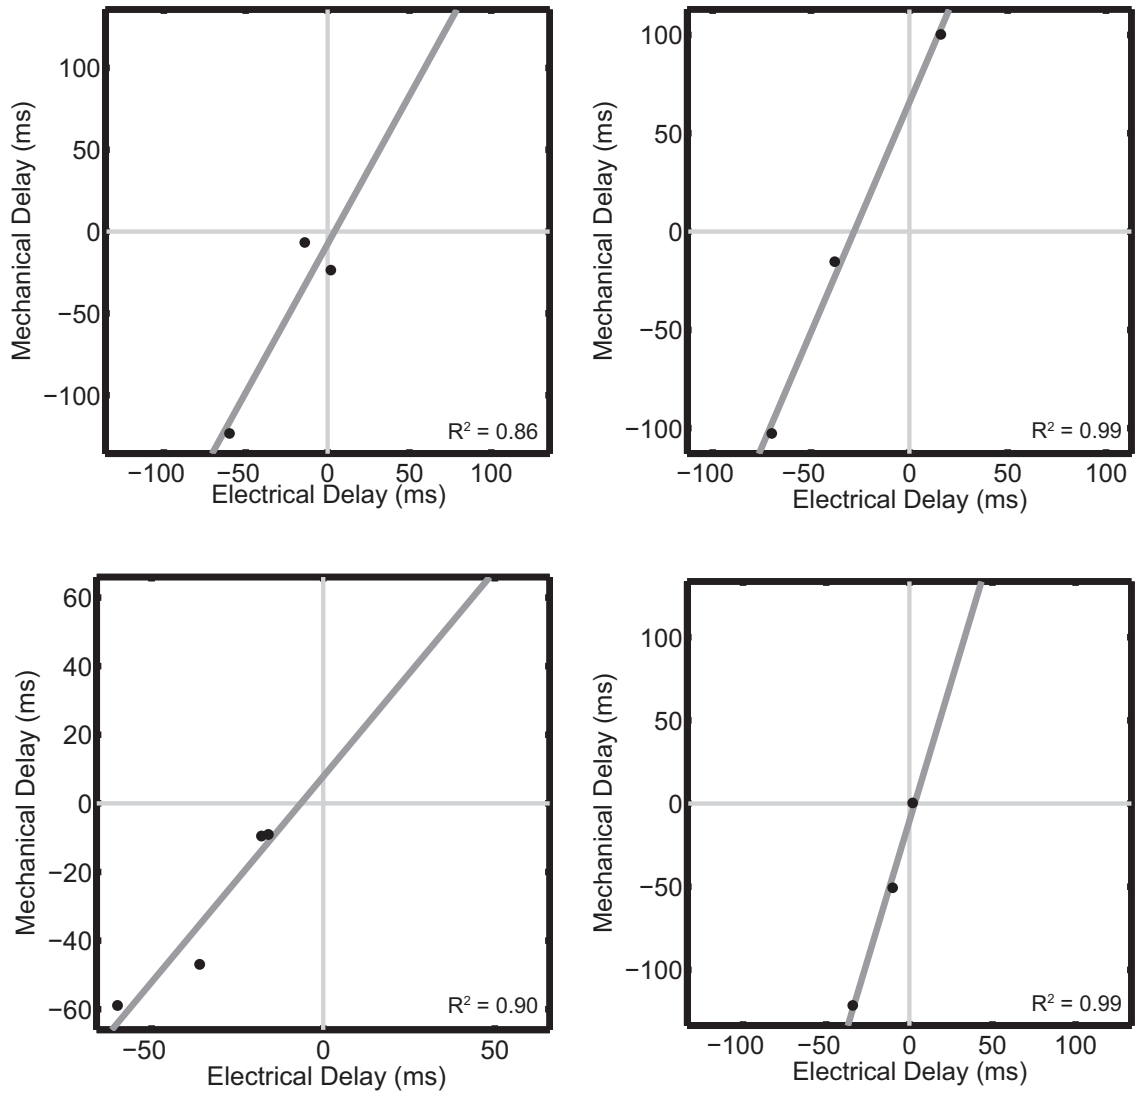 100
50
0
−50
−100
Mechanical Delay (ms)
R² = 0.86
−100 −50 0 50 100
Electrical Delay (ms)
100
50
0
−50
−100
Mechanical Delay (ms)
R² = 0.99
−100 −50 0 50 100
Electrical Delay (ms)
60
40
20
0
−20
−40
−60
Mechanical Delay (ms)
R² = 0.90
−50 0 50
Electrical Delay (ms)
100
50
0
−50
−100
Mechanical Delay (ms)
R² = 0.99
−100 −50 0 50 100
Electrical Delay (ms)